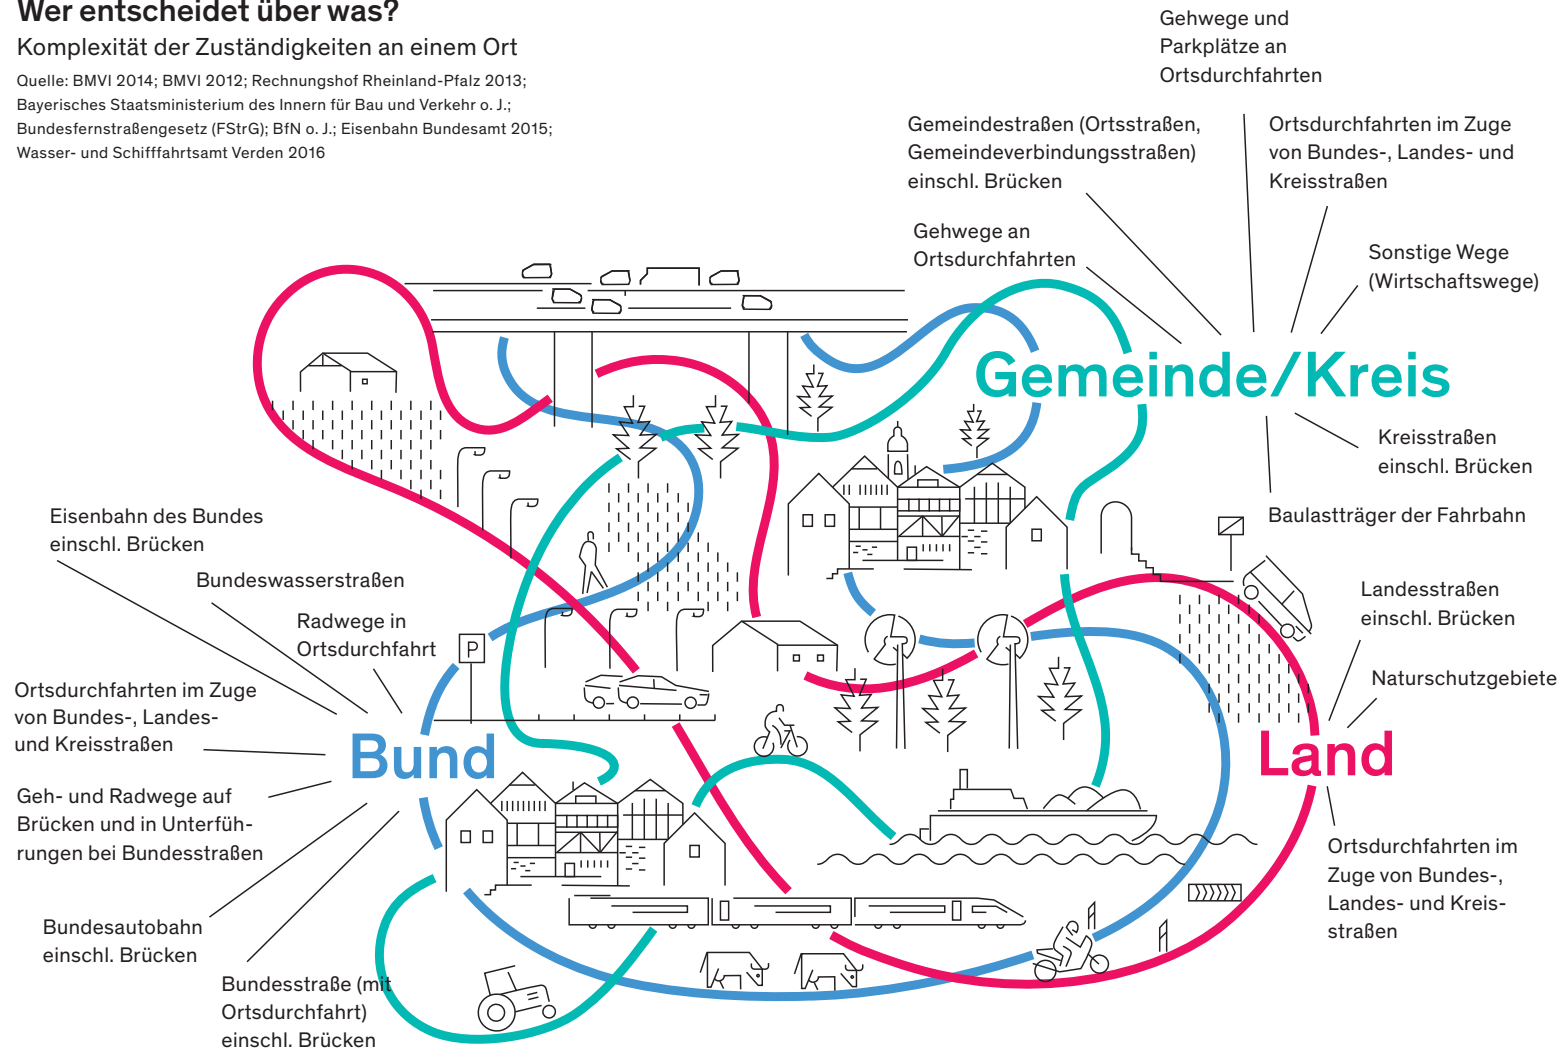 Wer entscheidet über was?
Komplexität der Zuständigkeiten an einem Ort
Quelle: BMVI 2014; BMVI 2012; Rechnungshof Rheinland-Pfalz 2013;
Bayerisches Staatsministerium des Innern für Bau und Verkehr o. J.;
Bundesfernstraßengesetz (FStrG); BfN o. J.; Eisenbahn Bundesamt 2015;
Wasser- und Schifffahrtsamt Verden 2016
Gehwege und
Parkplätze an
Ortsdurchfahrten
Gemeindestraßen (Ortsstraßen,
Gemeindeverbindungsstraßen)
einschl. Brücken
Ortsdurchfahrten im Zuge
von Bundes-, Landes- und
Kreisstraßen
Gehwege an
Ortsdurchfahrten
Sonstige Wege
(Wirtschaftswege)
Gemeinde/Kreis
Kreisstraßen
einschl. Brücken
Baulastträger der Fahrbahn
Eisenbahn des Bundes
einschl. Brücken
Bundeswasserstraßen
Radwege in
Ortsdurchfahrt
P
Ortsdurchfahrten im Zuge
von Bundes-, Landes-
und Kreisstraßen
Bund
Geh- und Radwege auf
Brücken und in Unterfüh-
rungen bei Bundesstraßen
Bundesautobahn
einschl. Brücken
Bundesstraße (mit
Ortsdurchfahrt)
einschl. Brücken
Landesstraßen
einschl. Brücken
Naturschutzgebiete
Land
Ortsdurchfahrten im
Zuge von Bundes-,
Landes- und Kreis-
straßen